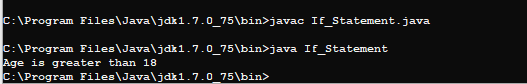 C:\Program Files\Java\jdk1.7.0_75\bin>javac If_Statement.java
C:\Program Files\Java\jdk1.7.0_75\bin>java If_Statement
Age is greater than 18
C:\Program Files\Java\jdk1.7.0_75\bin>